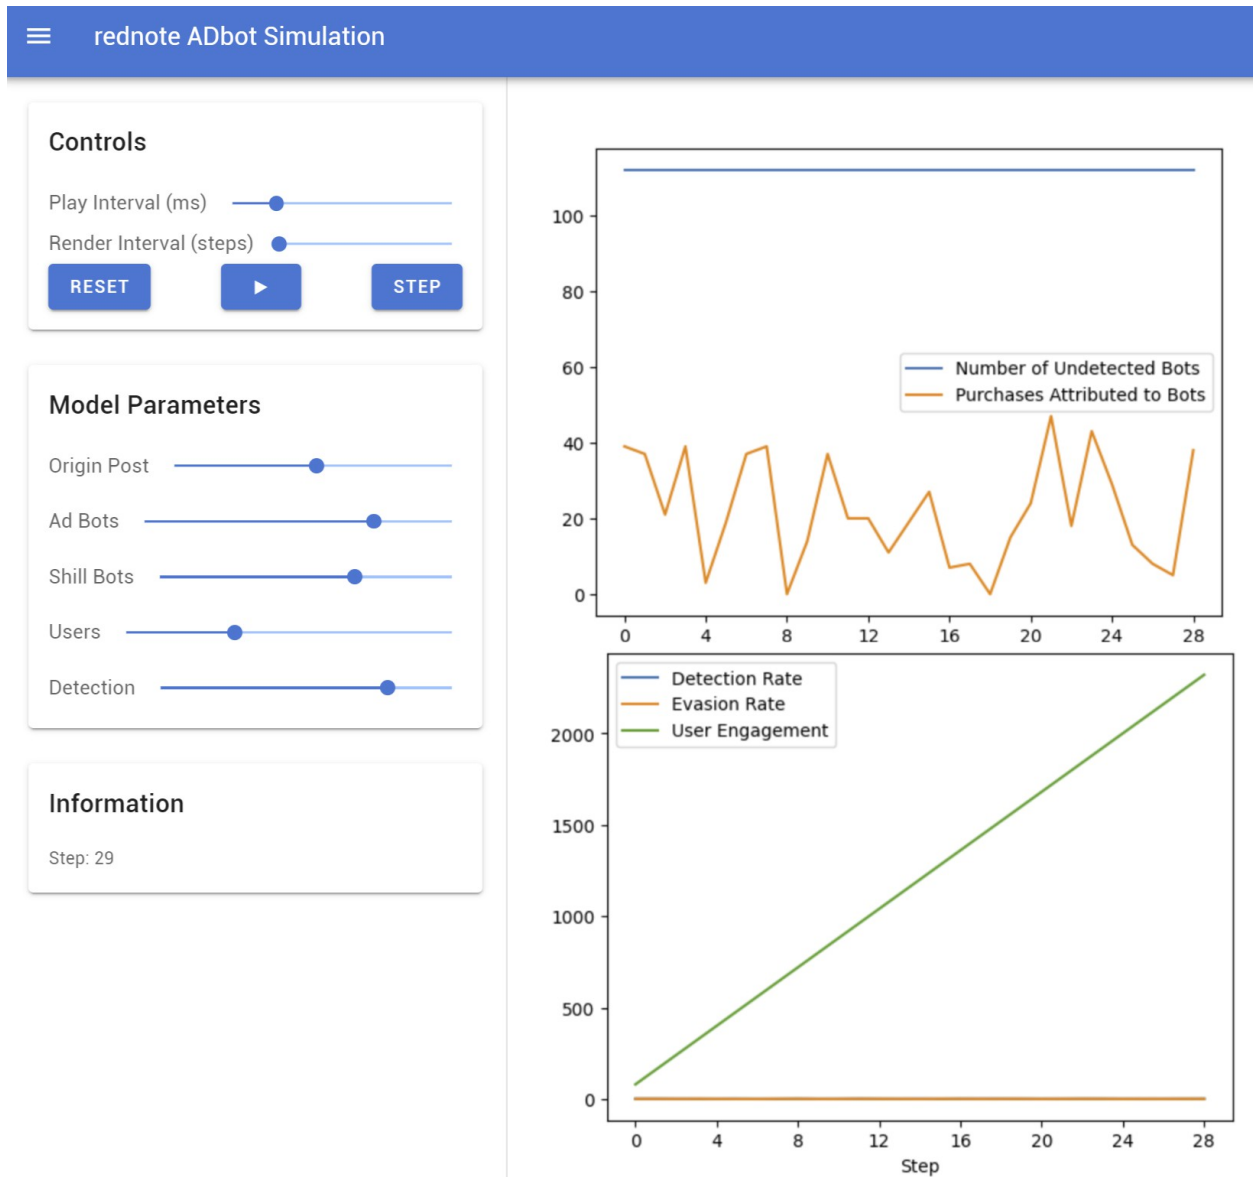 rednote ADbot Simulation
Controls
Play Interval (ms)
Render Interval (steps)
RESET
STEP
Model Parameters
Origin Post
Ad Bots
Shill Bots
Users
Detection
Information
Step: 29
100
80
60
40
20
0
Number of Undetected Bots
Purchases Attributed to Bots
0 4 8 12 16 20 24 28
Detection Rate
Evasion Rate
User Engagement
2000
1500
1000
500
0
0 4 8 12 16 20 24 28
Step